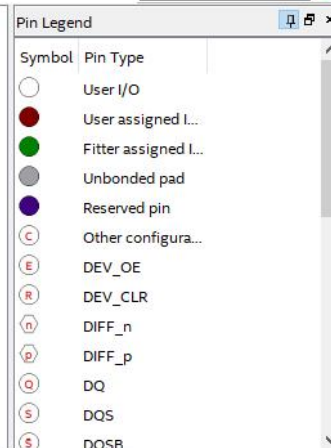 Pin Legend
Symbol Pin Type
User I/O
User assigned I...
Fitter assigned I...
Unbonded pad
Reserved pin
C Other configura...
E DEV_OE
R DEV_CLR
n DIFF_n
p DIFF_p
Q DQ
S DQS
S DQSB